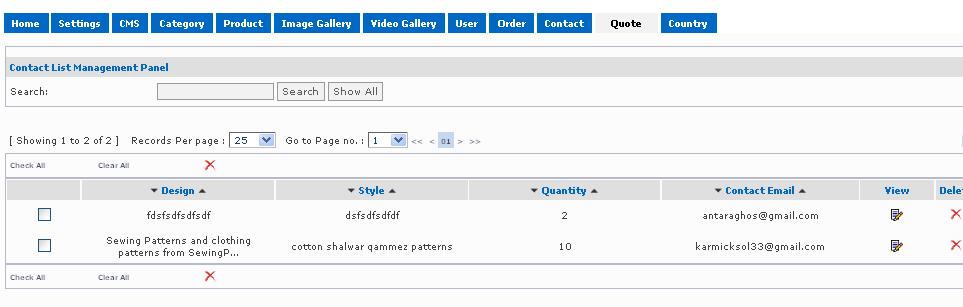 Home Settings CMS Category Product Image Gallery Video Gallery User Order Contact Quote Country
Contact List Management Panel
Search: Search Show All
[ Showing 1 to 2 of 2 ] Records Per page : 25 Go to Page no. : 1 << < 01 > >>
Check All Clear All
Design Style Quantity Contact Email View Delet
fdsfsdfsdfsdf dsfsdfsdfdf 2 antaraghos@gmail.com
Sewing Patterns and clothing
patterns from SewingP... cotton shalwar qammez patterns 10 karmicksol33@gmail.com
Check All Clear All